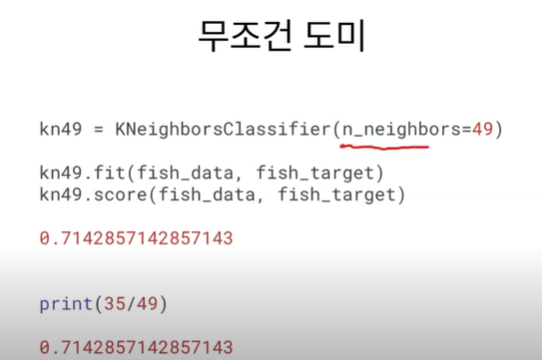 무조건 도미
kn49 = KNeighborsClassifier(n_neighbors=49)
kn49.fit(fish_data, fish_target)
kn49.score(fish_data, fish_target)
0.7142857142857143
print(35/49)
0.7142857142857143